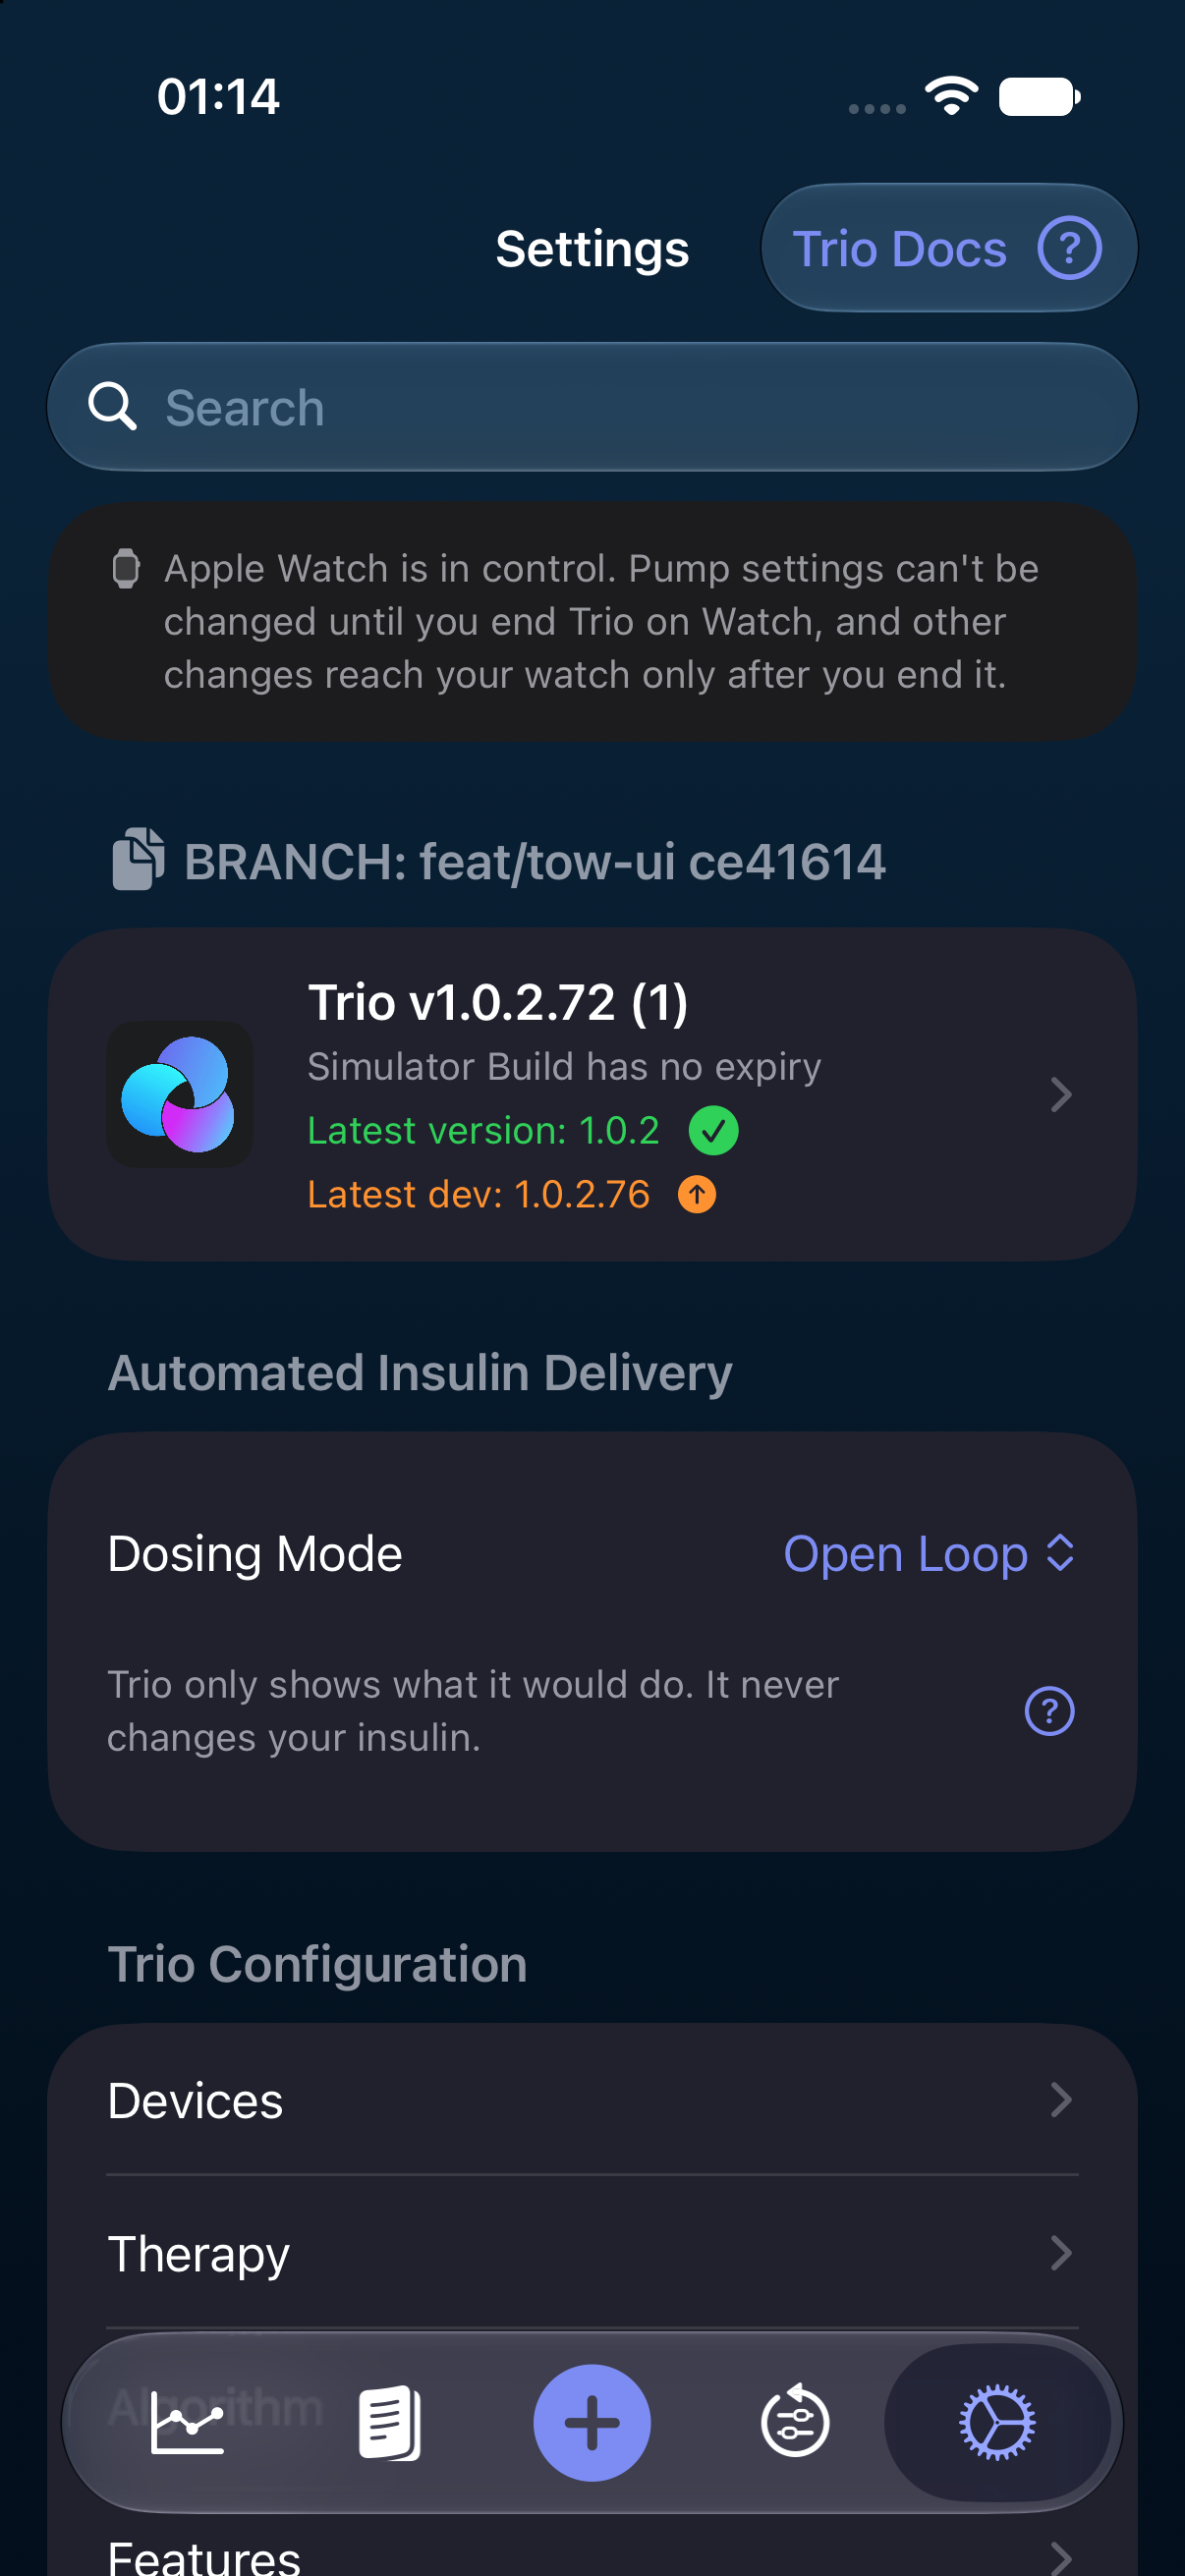 01:14
Settings
Trio Docs
Search
Apple Watch is in control. Pump settings can't be
changed until you end Trio on Watch, and other
changes reach your watch only after you end it.
BRANCH: feat/tow-ui ce41614
Trio v1.0.2.72 (1)
Simulator Build has no expiry
Latest version: 1.0.2
Latest dev: 1.0.2.76
Automated Insulin Delivery
Dosing Mode
Open Loop
Trio only shows what it would do. It never
changes your insulin.
Trio Configuration
Devices
Therapy
Algorithm
Features